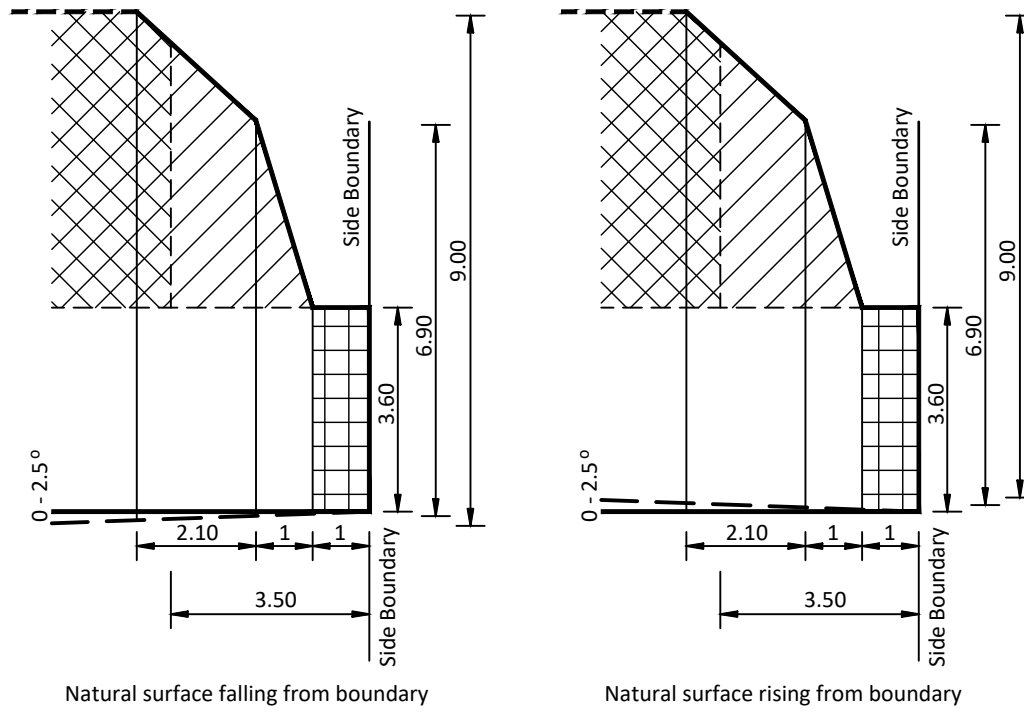 Side Boundary
9.00
6.90
3.60
0 - 2.5 º
2.10
1
1
3.50
Side Boundary
Natural surface falling from boundary
Side Boundary
9.00
6.90
3.60
0 - 2.5 º
2.10
1
1
3.50
Side Boundary
Natural surface rising from boundary